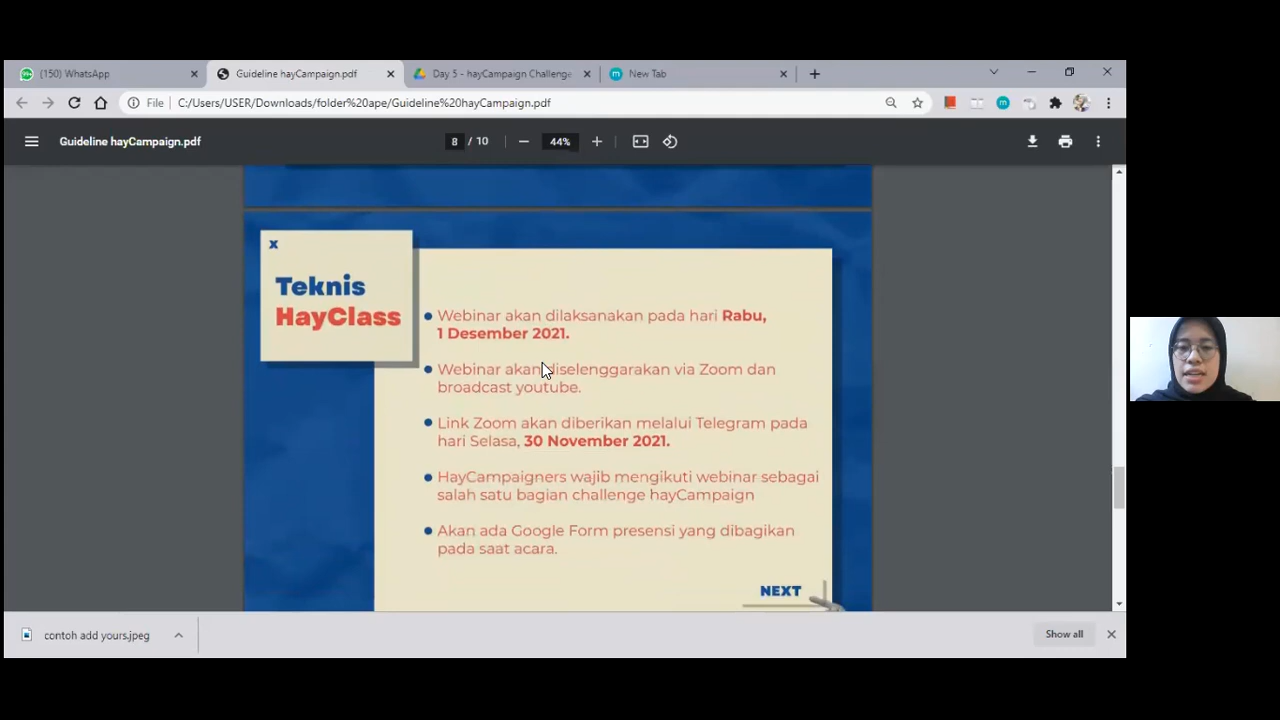 (150) WhatsApp
Guideline hayCampaign.pdf
Day 5 - hayCampaign Challenge
New Tab
File
C:/Users/USER/Downloads/folder%20ape/Guideline%20hayCampaign.pdf
Guideline hayCampaign.pdf
8 / 10
44%
x
Teknis
HayClass
Webinar akan dilaksanakan pada hari Rabu,
1 Desember 2021.
Webinar akan diselenggarakan via Zoom dan
broadcast youtube.
Link Zoom akan diberikan melalui Telegram pada
hari Selasa, 30 November 2021.
HayCampaigners wajib mengikuti webinar sebagai
salah satu bagian challenge hayCampaign
Akan ada Google Form presensi yang dibagikan
pada saat acara.
NEXT
contoh add yours.jpeg
Show all